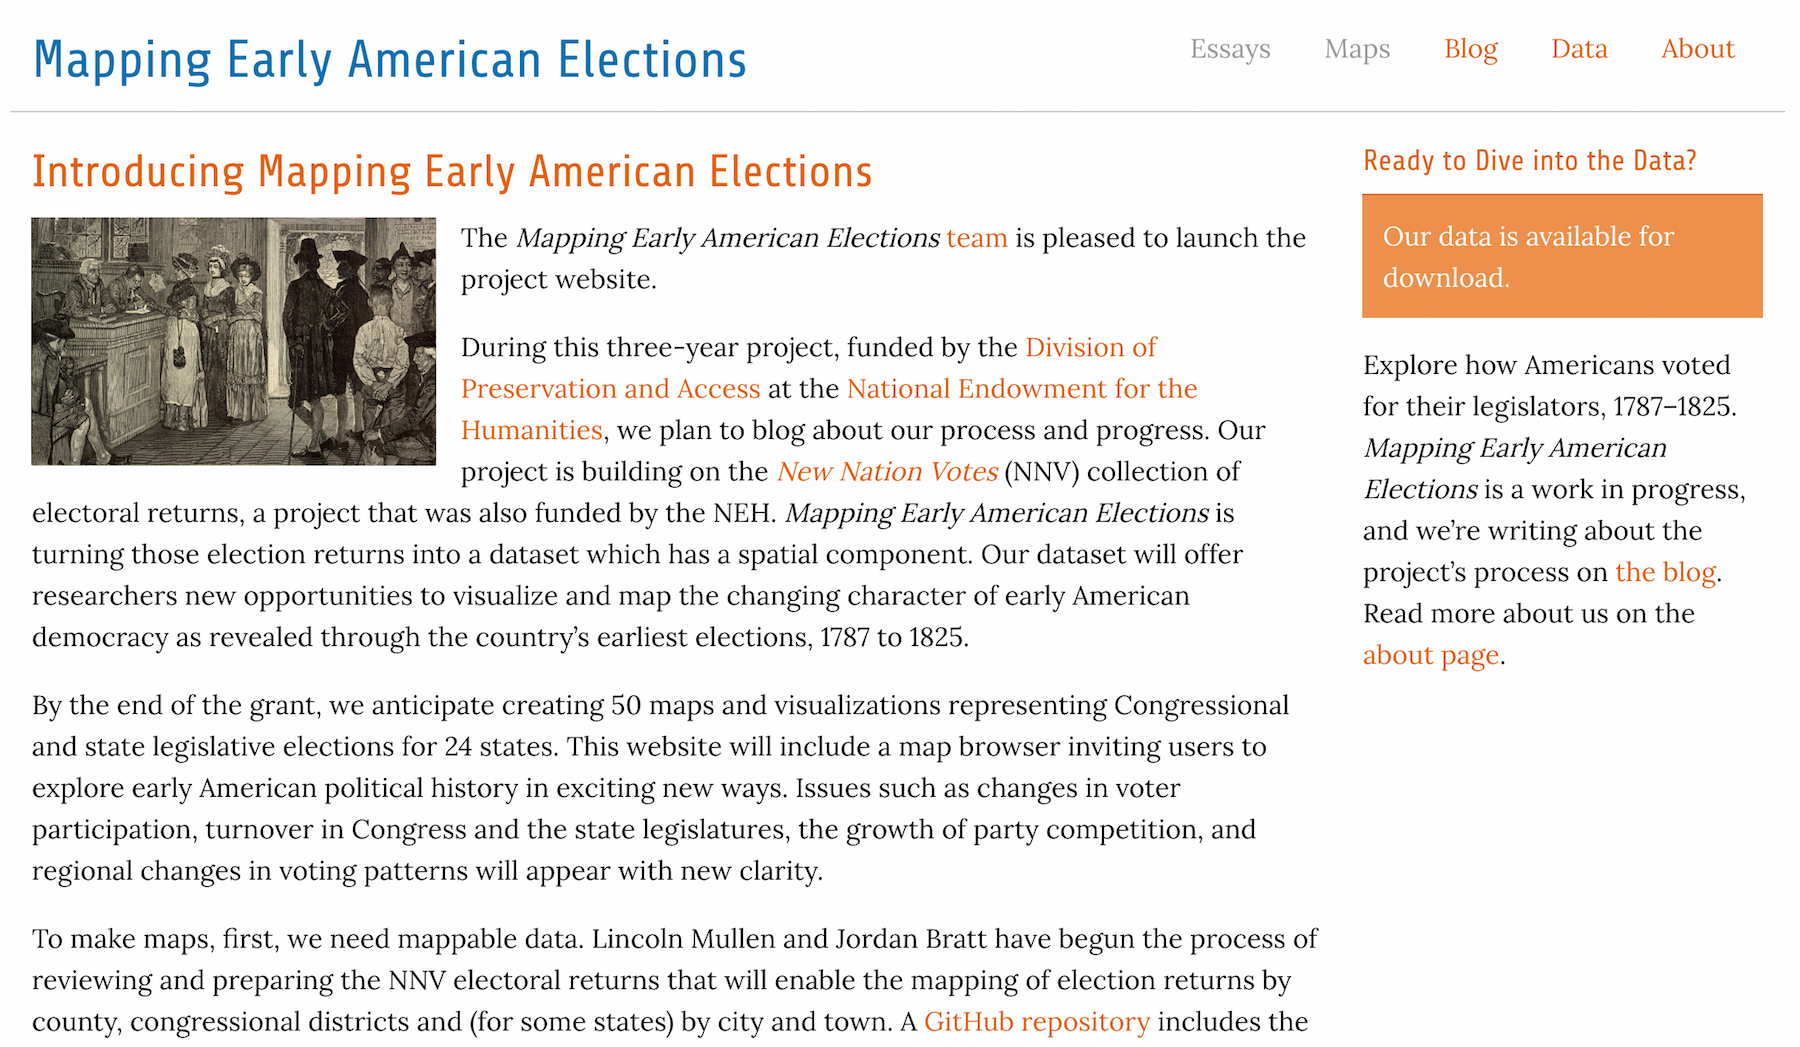 Mapping Early American Elections
Essays Maps Blog Data About
Introducing Mapping Early American Elections
The Mapping Early American Elections team is pleased to launch the
project website.
During this three-year project, funded by the Division of
Preservation and Access at the National Endowment for the
Humanities, we plan to blog about our process and progress. Our
project is building on the New Nation Votes (NNV) collection of
electoral returns, a project that was also funded by the NEH. Mapping Early American Elections is
turning those election returns into a dataset which has a spatial component. Our dataset will offer
researchers new opportunities to visualize and map the changing character of early American
democracy as revealed through the country’s earliest elections, 1787 to 1825.
By the end of the grant, we anticipate creating 50 maps and visualizations representing Congressional
and state legislative elections for 24 states. This website will include a map browser inviting users to
explore early American political history in exciting new ways. Issues such as changes in voter
participation, turnover in Congress and the state legislatures, the growth of party competition, and
regional changes in voting patterns will appear with new clarity.
To make maps, first, we need mappable data. Lincoln Mullen and Jordan Bratt have begun the process of
reviewing and preparing the NNV electoral returns that will enable the mapping of election returns by
county, congressional districts and (for some states) by city and town. A GitHub repository includes the
Ready to Dive into the Data?
Our data is available for
download.
Explore how Americans voted
for their legislators, 1787–1825.
Mapping Early American
Elections is a work in progress,
and we’re writing about the
project’s process on the blog.
Read more about us on the
about page.